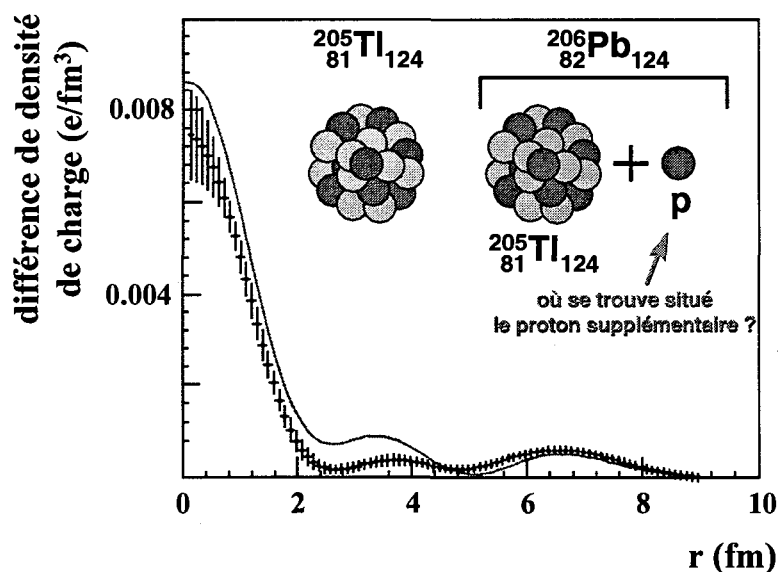 différence de densité
de charge (e/fm³)
0.008
0.004
0
2
4
6
8
10
r (fm)
²⁰⁵₈₁Tl₁₂₄
²⁰⁶₈₂Pb₁₂₄
+
p
²⁰⁵₈₁Tl₁₂₄
où se trouve situé
le proton supplémentaire ?